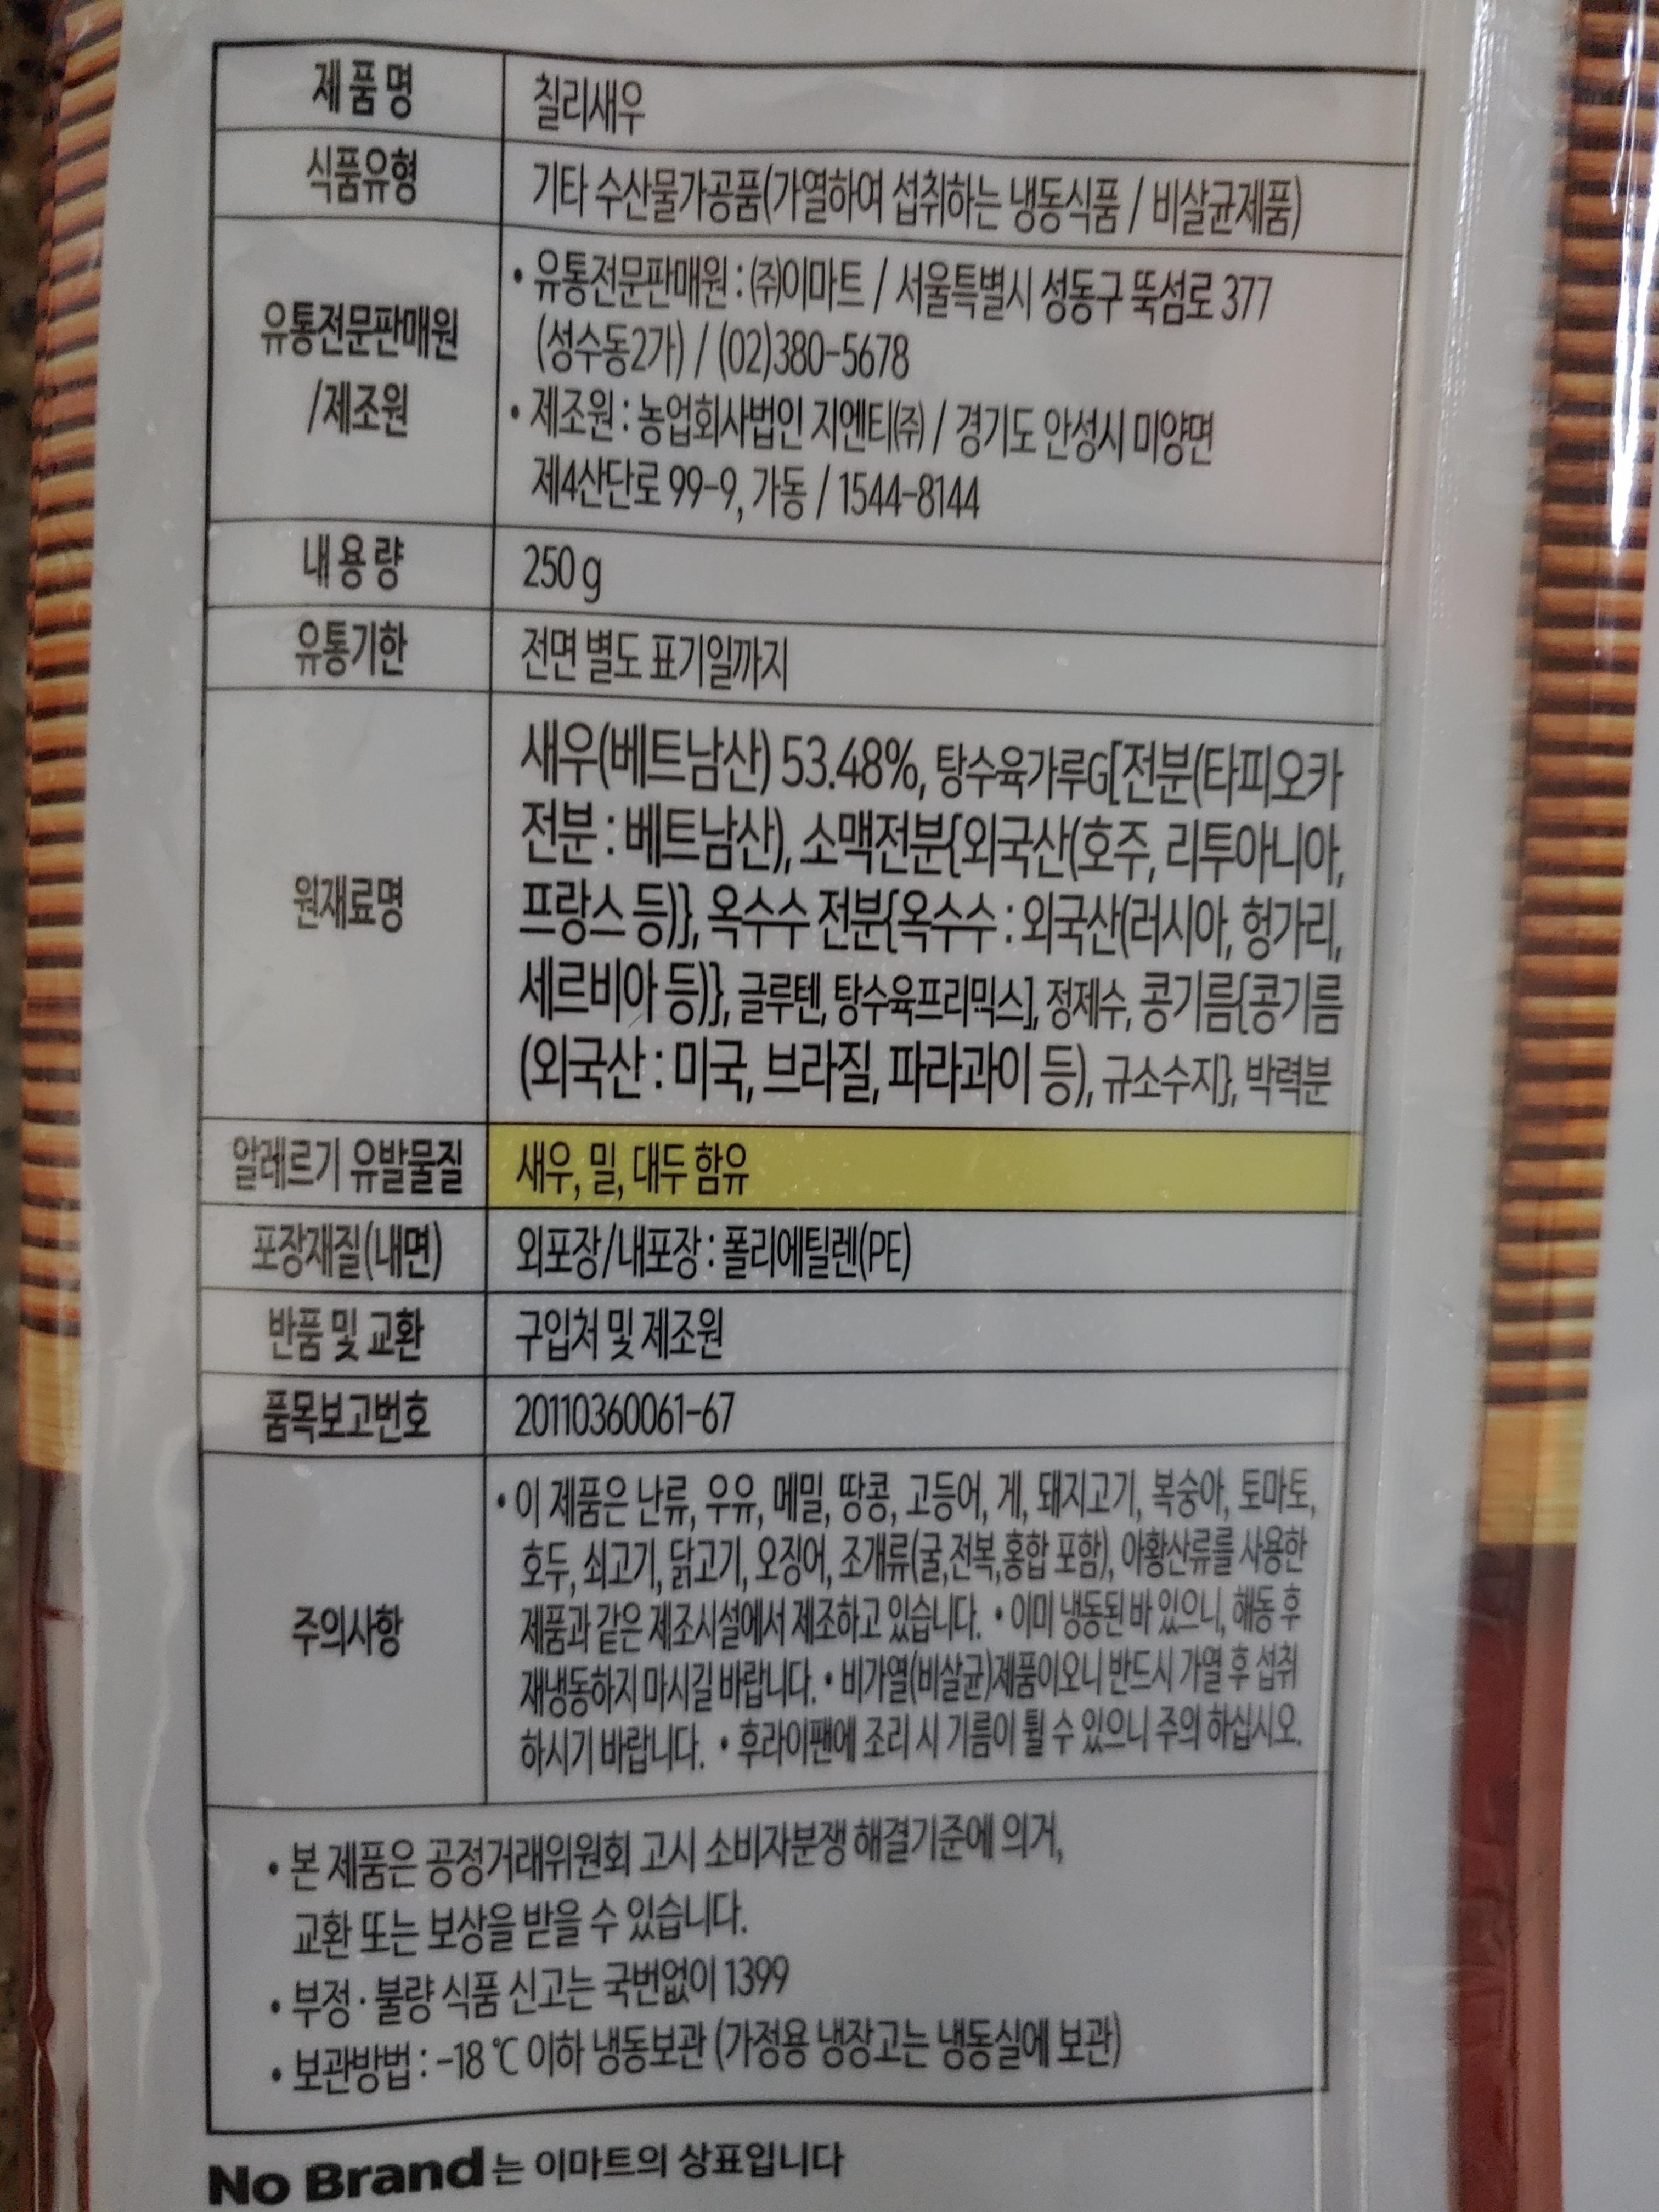 제품명 칠리새우
식품유형 기타 수산물가공품(가열하여 섭취하는 냉동식품 / 비살균제품)
유통전문판매원
/제조원
• 유통전문판매원 : ㈜이마트 / 서울특별시 성동구 뚝섬로 377
(성수동2가) / (02)380-5678
• 제조원 : 농업회사법인 지엔티㈜ / 경기도 안성시 미양면
제4산단로 99-9, 가동 / 1544-8144
내용량 250 g
유통기한 전면 별도 표기일까지
원재료명
새우(베트남산) 53.48%, 탕수육가루G[전분(타피오카
전분 : 베트남산), 소맥전분{외국산(호주, 리투아니아,
프랑스 등)}, 옥수수 전분{옥수수 : 외국산(러시아, 헝가리,
세르비아 등)}, 글루텐, 탕수육프리믹스], 정제수, 콩기름{콩기름
(외국산 : 미국, 브라질, 파라과이 등), 규소수지}, 박력분
알레르기 유발물질 새우, 밀, 대두 함유
포장재질(내면) 외포장/내포장 : 폴리에틸렌(PE)
반품 및 교환 구입처 및 제조원
품목보고번호 20110360061-67
주의사항
• 이 제품은 난류, 우유, 메밀, 땅콩, 고등어, 게, 돼지고기, 복숭아, 토마토,
호두, 쇠고기, 닭고기, 오징어, 조개류(굴,전복,홍합 포함), 아황산류를 사용한
제품과 같은 제조시설에서 제조하고 있습니다. • 이미 냉동된 바 있으니, 해동 후
재냉동하지 마시길 바랍니다. • 비가열(비살균)제품이오니 반드시 가열 후 섭취
하시기 바랍니다. • 후라이팬에 조리 시 기름이 튈 수 있으니 주의 하십시오.
• 본 제품은 공정거래위원회 고시 소비자분쟁 해결기준에 의거,
교환 또는 보상을 받을 수 있습니다.
• 부정 · 불량 식품 신고는 국번없이 1399
• 보관방법 : -18 ℃ 이하 냉동보관 (가정용 냉장고는 냉동실에 보관)
No Brand는 이마트의 상표입니다